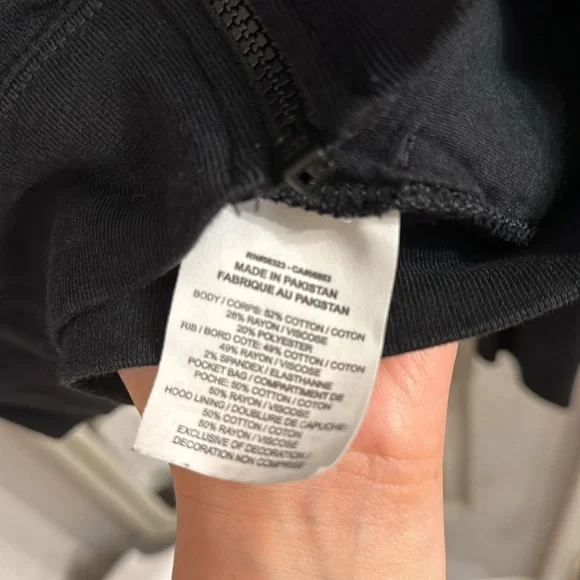 MADE IN PAKISTAN
FABRIQUE AU PAKISTAN
BODY / CORPS: 52% COTTON / COTON
28% RAYON / VISCOSE
20% POLYESTER
RIB / BORD COTE: 49% COTTON / COTON
49% RAYON / VISCOSE
2% SPANDEX / ELASTHANNE
POCKET BAG / COMPARTIMENT DE
POCHE: 50% COTTON / COTON
50% RAYON / VISCOSE
HOOD LINING / DOUBLURE DE CAPUCHE:
50% COTTON / COTON
50% RAYON / VISCOSE
EXCLUSIVE OF DECORATION /
DECORATION NON COMPRISE